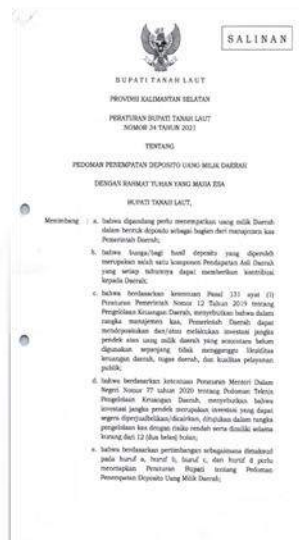 SALINAN
BUPATI TANAH LAUT
PROVINSI KALIMANTAN SELATAN
PERATURAN BUPATI TANAH LAUT
NOMOR 24 TAHUN 2021
TENTANG
PEDOMAN PENEMPATAN DEPOSITO UANG MILIK DAERAH
DENGAN RAHMAT TUHAN YANG MAHA ESA
BUPATI TANAH LAUT,
Menimbang : a. bahwa dipandang perlu menempatkan uang milik Daerah
dalam bentuk deposito sebagai bagian dari manajemen kas
Pemerintah Daerah;
b. bahwa bunga/bagi hasil deposito yang diperoleh
merupakan salah satu komponen Pendapatan Asli Daerah
yang setiap tahunnya dapat memberikan kontribusi
kepada Daerah;
c. bahwa berdasarkan ketentuan Pasal 131 ayat (1)
Peraturan Pemerintah Nomor 12 Tahun 2019 tentang
Pengelolaan Keuangan Daerah, menyebutkan bahwa dalam
rangka manajemen kas, Pemerintah Daerah dapat
mendepositokan dan/atau melakukan investasi jangka
pendek atas uang milik daerah yang sementara belum
digunakan sepanjang tidak mengganggu likuiditas
keuangan daerah, tugas daerah, dan kualitas pelayanan
publik;
d. bahwa berdasarkan ketentuan Peraturan Menteri Dalam
Negeri Nomor 77 tahun 2020 tentang Pedoman Teknis
Pengelolaan Keuangan Daerah, menyebutkan bahwa
investasi jangka pendek merupakan investasi yang dapat
segera diperjualbelikan/dicairkan, ditujukan dalam rangka
pengelolaan kas dengan risiko rendah serta dimiliki selama
kurang dari 12 (dua belas) bulan;
e. bahwa berdasarkan pertimbangan sebagaimana dimaksud
pada huruf a, huruf b, huruf c, dan huruf d perlu
menetapkan Peraturan Bupati tentang Pedoman
Penempatan Deposito Uang Milik Daerah;